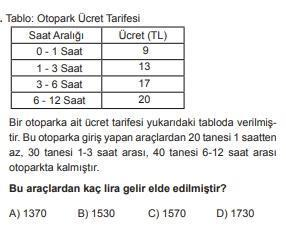 . Tablo: Otopark Ücret Tarifesi
Saat Aralığı Ücret (TL)
0 - 1 Saat 9
1 - 3 Saat 13
3 - 6 Saat 17
6 - 12 Saat 20
Bir otoparka ait ücret tarifesi yukarıdaki tabloda verilmiş-
tir. Bu otoparka giriş yapan araçlardan 20 tanesi 1 saatten
az, 30 tanesi 1-3 saat arası, 40 tanesi 6-12 saat arası
otoparkta kalmıştır.
Bu araçlardan kaç lira gelir elde edilmiştir?
A) 1370 B) 1530 C) 1570 D) 1730